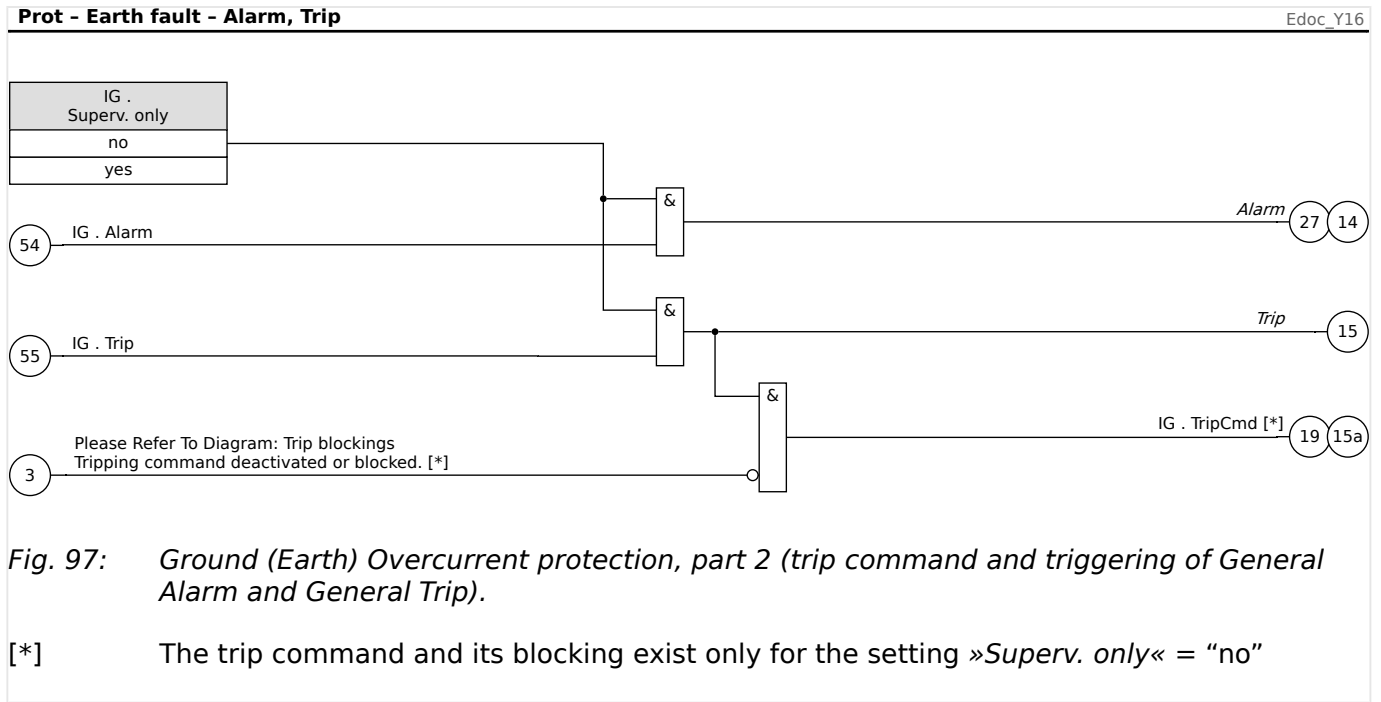 Prot – Earth fault – Alarm, Trip
Edoc_Y16
IG .
Superv. only
no
yes
&
Alarm
27
14
54
IG . Alarm
&
Trip
15
55
IG . Trip
&
IG . TripCmd [*]
19
15a
3
Please Refer To Diagram: Trip blockings
Tripping command deactivated or blocked. [*]
Fig. 97: Ground (Earth) Overcurrent protection, part 2 (trip command and triggering of General
Alarm and General Trip).
[*] The trip command and its blocking exist only for the setting »Superv. only« = “no”